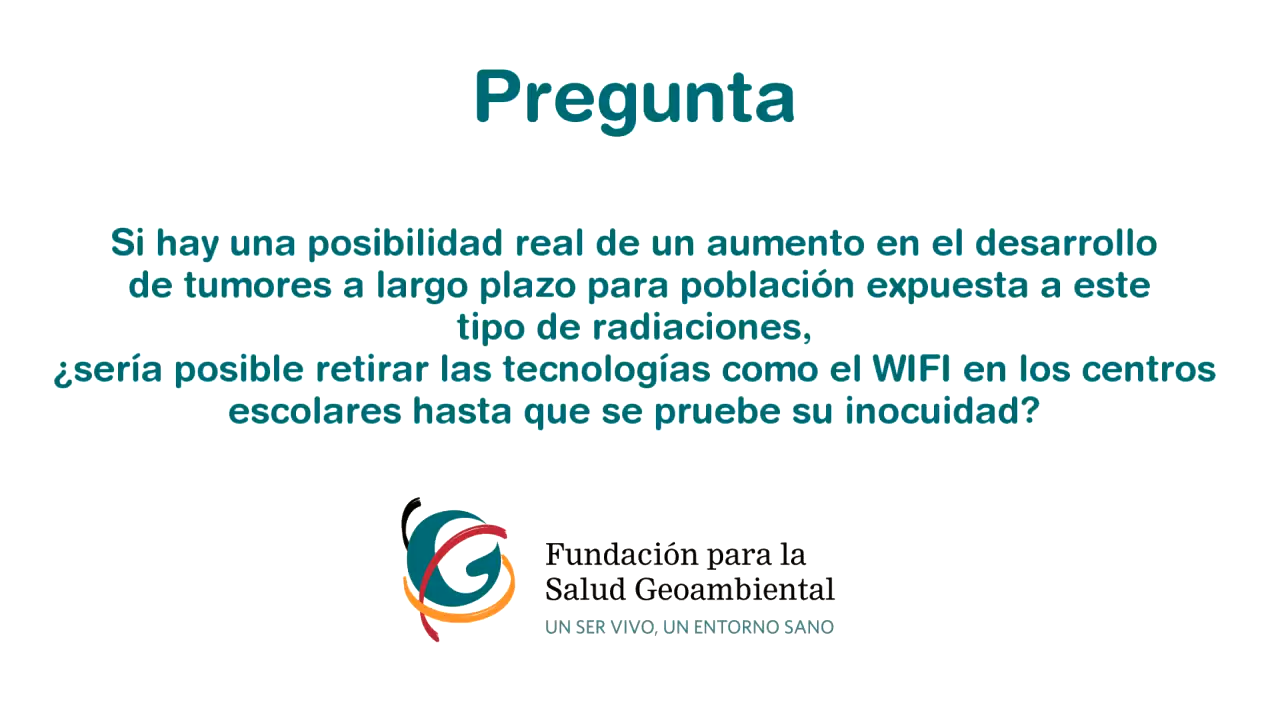 Pregunta
Si hay una posibilidad real de un aumento en el desarrollo
de tumores a largo plazo para población expuesta a este
tipo de radiaciones,
¿sería posible retirar las tecnologías como el WIFI en los centros
escolares hasta que se pruebe su inocuidad?
Fundación para la
Salud Geoambiental
UN SER VIVO, UN ENTORNO SANO